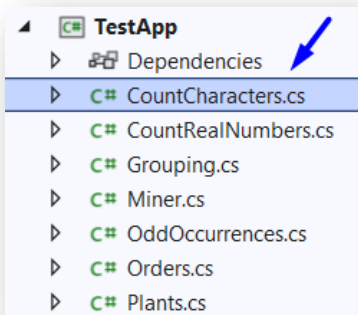 C# TestApp
Dependencies
C# CountCharacters.cs
C# CountRealNumbers.cs
C# Grouping.cs
C# Miner.cs
C# OddOccurrences.cs
C# Orders.cs
C# Plants.cs